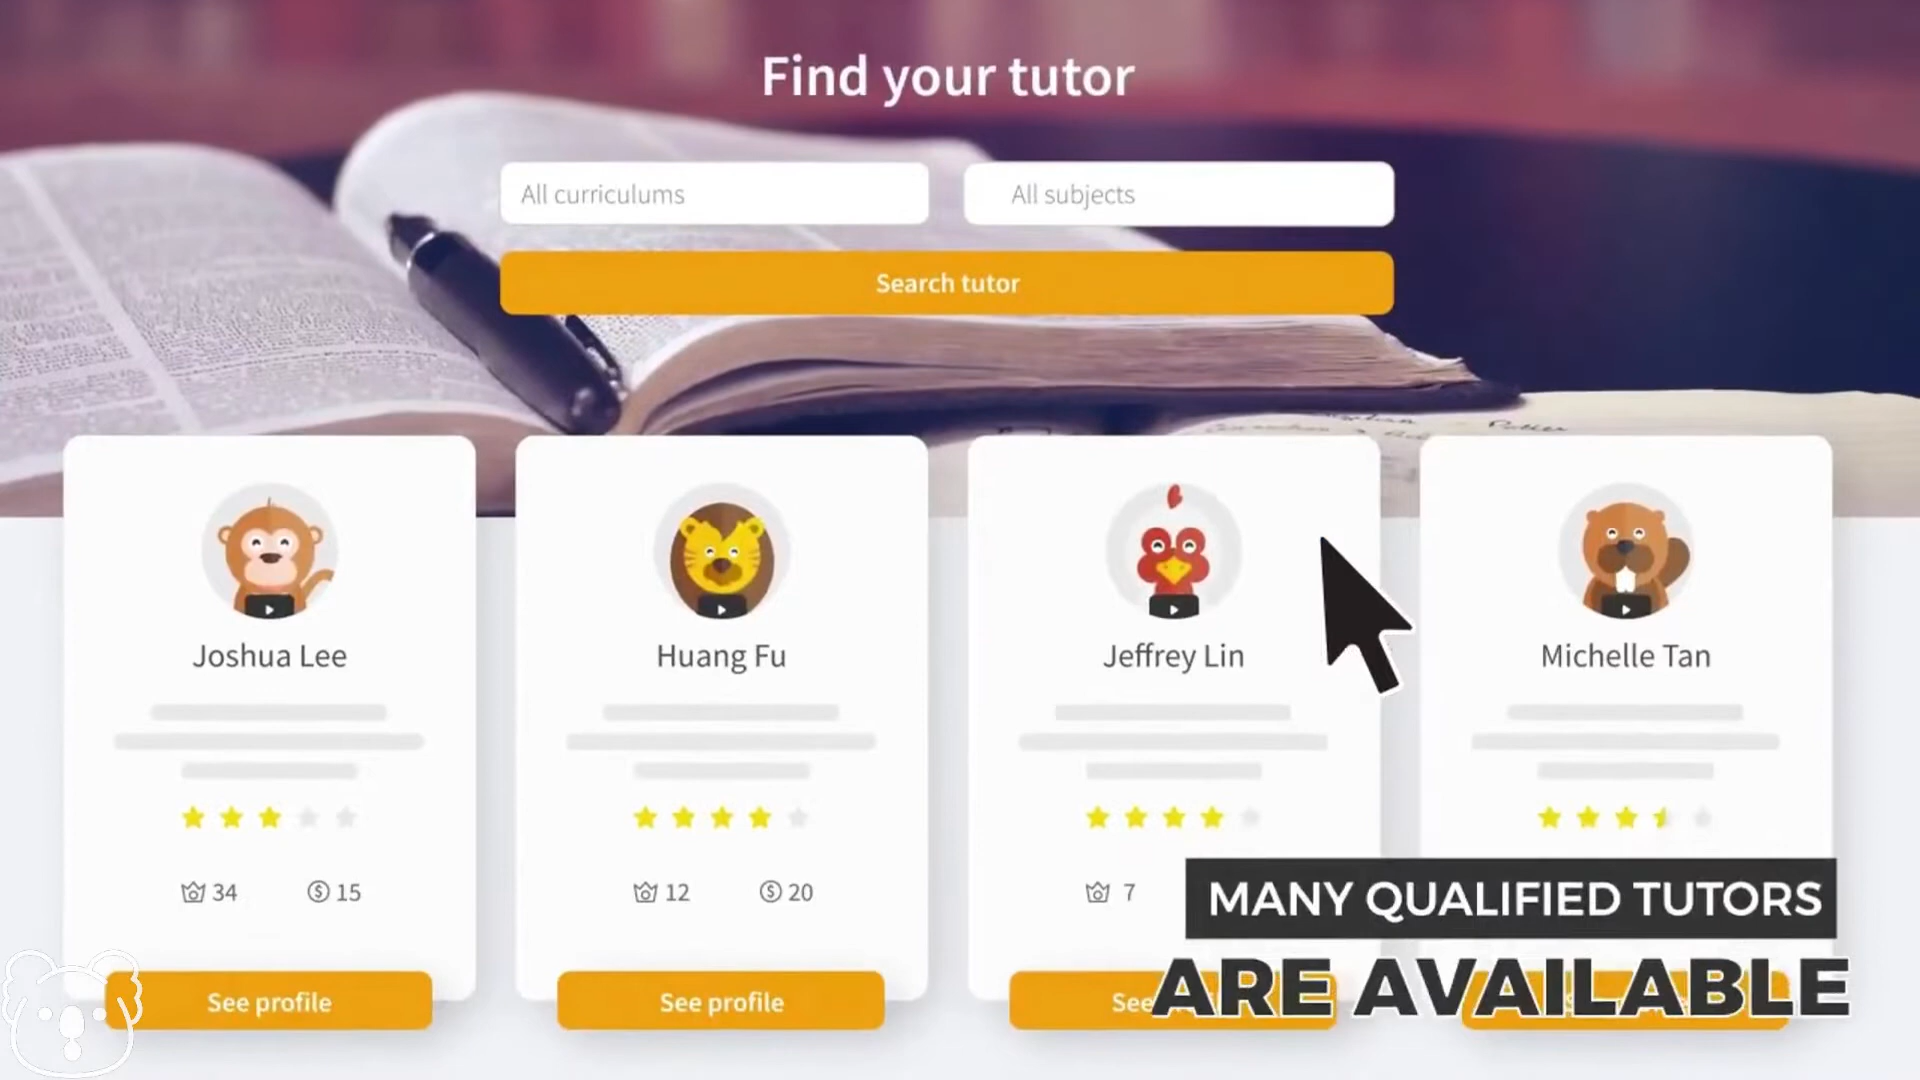 Find your tutor
All curriculums
All subjects
Search tutor
Joshua Lee
Huang Fu
Jeffrey Lin
Michelle Tan
34
15
12
20
7
MANY QUALIFIED TUTORS
ARE AVAILABLE
See profile
See profile
See